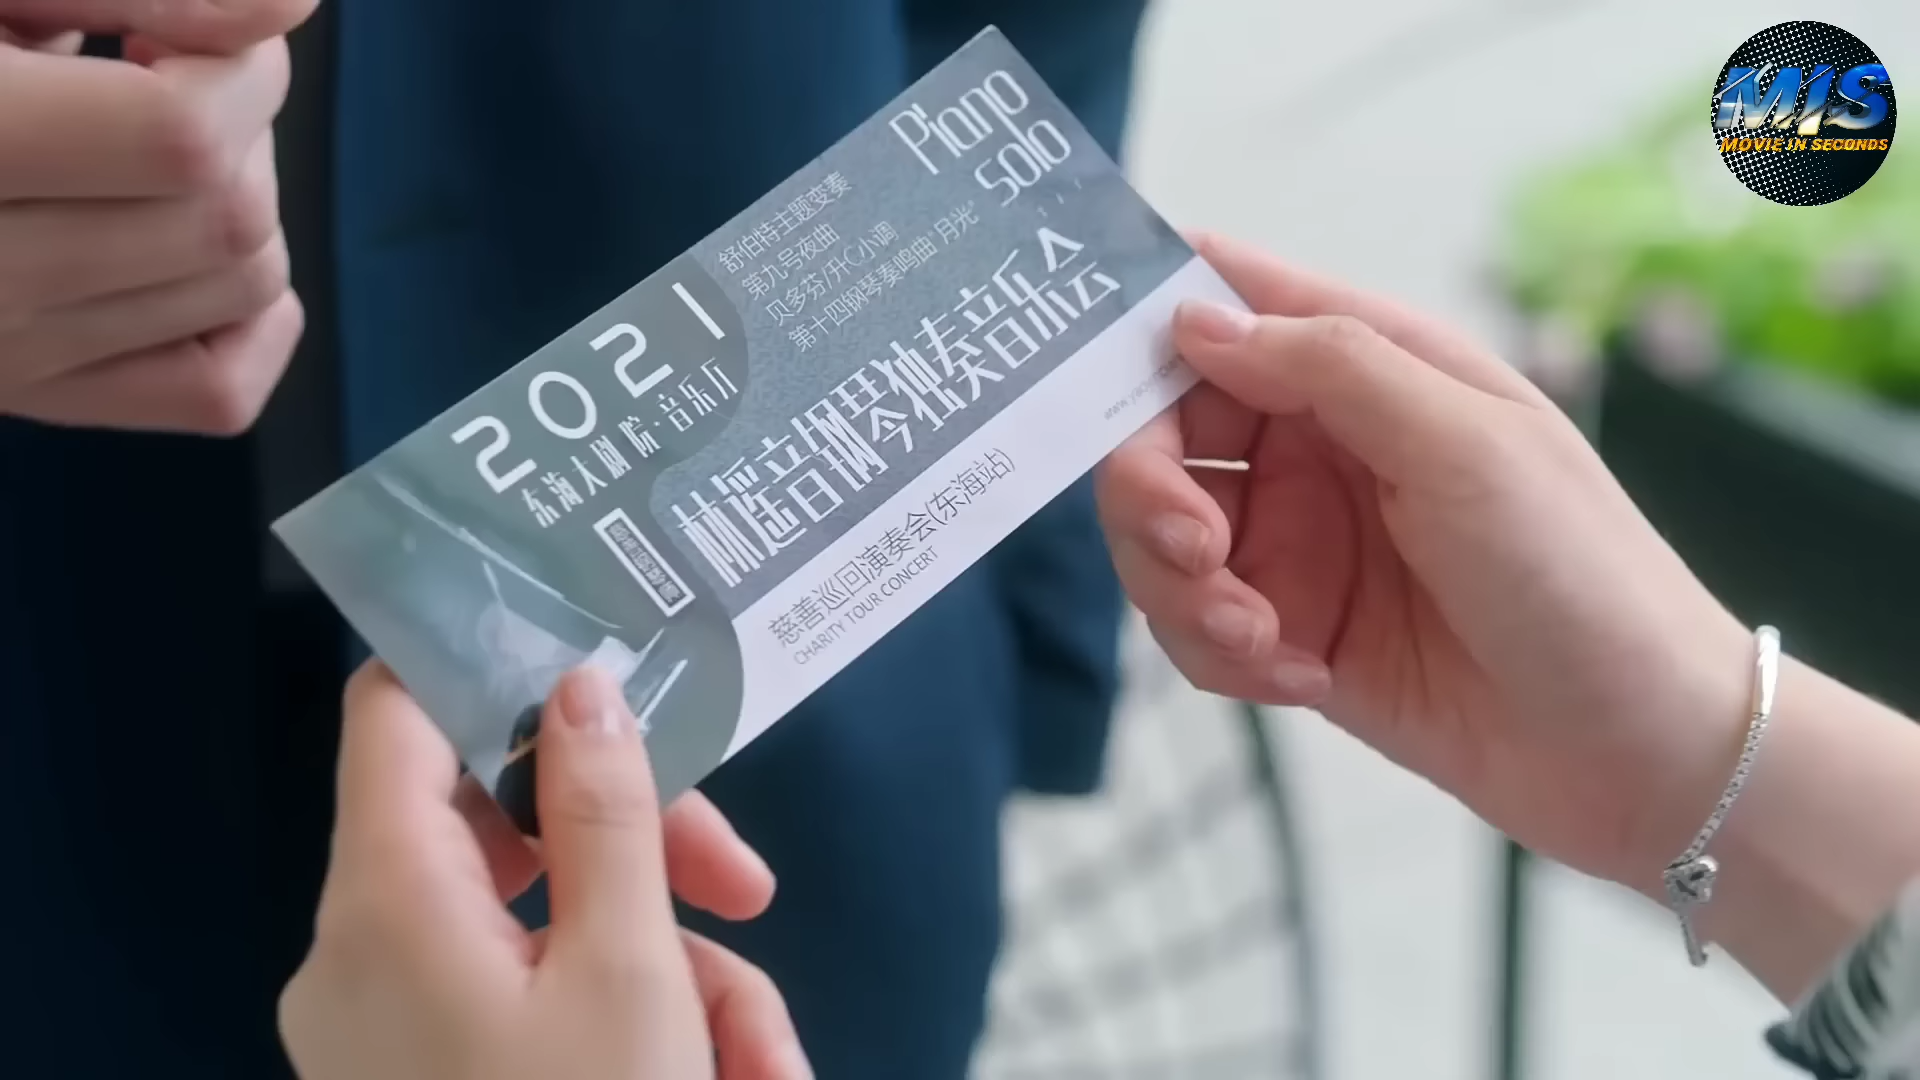 Piano
solo
舒伯特主题变奏
第九号夜曲
贝多芬/升C小调
第十四钢琴奏鸣曲“月光”
2021
东海大剧院·音乐厅
林遥音钢琴独奏音乐会
慈善巡回演奏会(东海站)
CHARITY TOUR CONCERT
MIS
MOVIE IN SECONDS